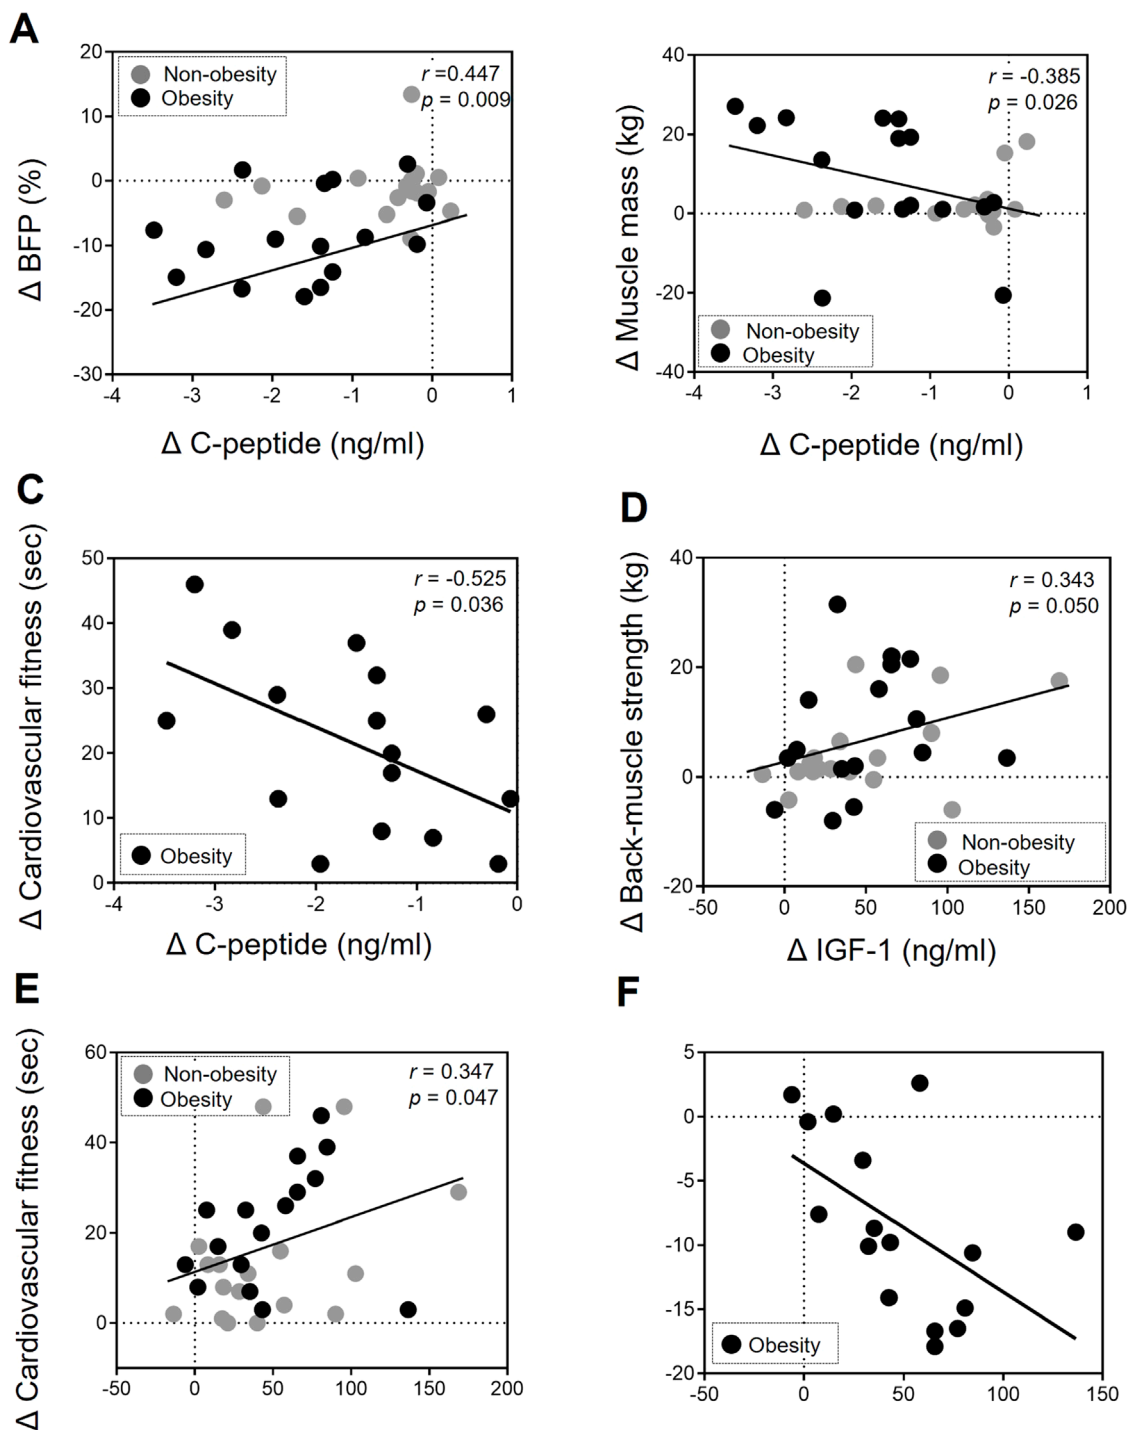 A
20
10
0
-10
-20
-30
Δ BFP (%)
Non-obesity
Obesity
r =0.447
p = 0.009
-4 -3 -2 -1 0 1
Δ C-peptide (ng/ml)
40
20
0
-20
-40
Δ Muscle mass (kg)
r = -0.385
p = 0.026
Non-obesity
Obesity
-4 -3 -2 -1 0 1
Δ C-peptide (ng/ml)
C
50
40
30
20
10
0
Δ Cardiovascular fitness (sec)
r = -0.525
p = 0.036
Obesity
-4 -3 -2 -1 0
Δ C-peptide (ng/ml)
D
40
20
0
-20
Δ Back-muscle strength (kg)
r = 0.343
p = 0.050
Non-obesity
Obesity
-50 0 50 100 150 200
Δ IGF-1 (ng/ml)
E
60
40
20
0
Δ Cardiovascular fitness (sec)
Non-obesity
Obesity
r = 0.347
p = 0.047
-50 0 50 100 150 200
F
5
0
-5
-10
-15
-20
Obesity
-50 0 50 100 150